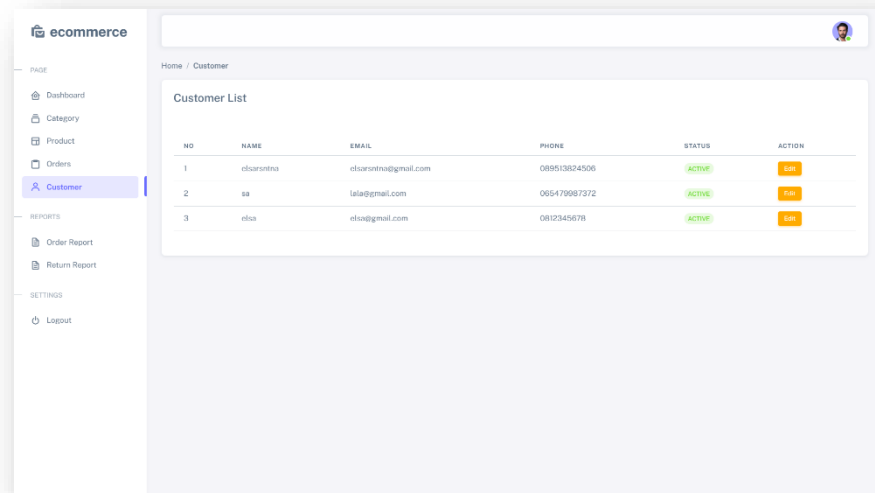 ecommerce
PAGE
Dashboard
Category
Product
Orders
Customer
REPORTS
Order Report
Return Report
SETTINGS
Logout
Home / Customer
Customer List
NO NAME EMAIL PHONE STATUS ACTION
1 elsarsntna elsarsntna@gmail.com 089513824506 ACTIVE Edit
2 sa lala@gmail.com 065479987372 ACTIVE Edit
3 elsa elsa@gmail.com 0812345678 ACTIVE Edit